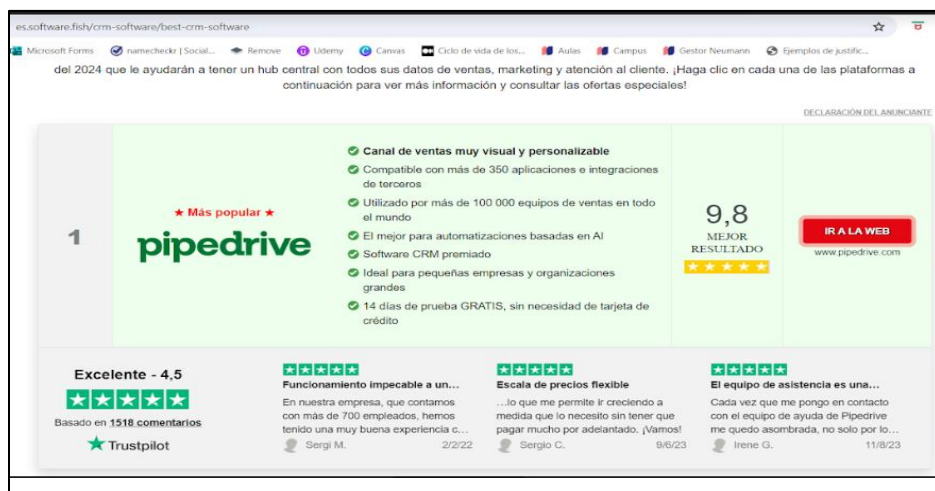 es.software.fish/crm-software/best-crm-software
Microsoft Forms namecheckr | Social... Remove Udemy Canvas Ciclo de vida de los... Aulas Campus Gestor Neumann Ejemplos de justific...
del 2024 que le ayudarán a tener un hub central con todos sus datos de ventas, marketing y atención al cliente. ¡Haga clic en cada una de las plataformas a
continuación para ver más información y consultar las ofertas especiales!
DECLARACIÓN DEL ANUNCIANTE
1
★ Más popular ★
pipedrive
Canal de ventas muy visual y personalizable
Compatible con más de 350 aplicaciones e integraciones
de terceros
Utilizado por más de 100 000 equipos de ventas en todo
el mundo
El mejor para automatizaciones basadas en AI
Software CRM premiado
Ideal para pequeñas empresas y organizaciones
grandes
14 días de prueba GRATIS, sin necesidad de tarjeta de
crédito
9,8
MEJOR
RESULTADO
IR A LA WEB
www.pipedrive.com
Excelente - 4,5
Basado en 1518 comentarios
Trustpilot
Funcionamiento impecable a un...
En nuestra empresa, que contamos
con más de 700 empleados, hemos
tenido una muy buena experiencia c...
Sergi M. 2/2/22
Escala de precios flexible
...lo que me permite ir creciendo a
medida que lo necesito sin tener que
pagar mucho por adelantado. ¡Vamos!
Sergio C. 9/6/23
El equipo de asistencia es una...
Cada vez que me pongo en contacto
con el equipo de ayuda de Pipedrive
me quedo asombrada, no solo por lo...
Irene G. 11/8/23